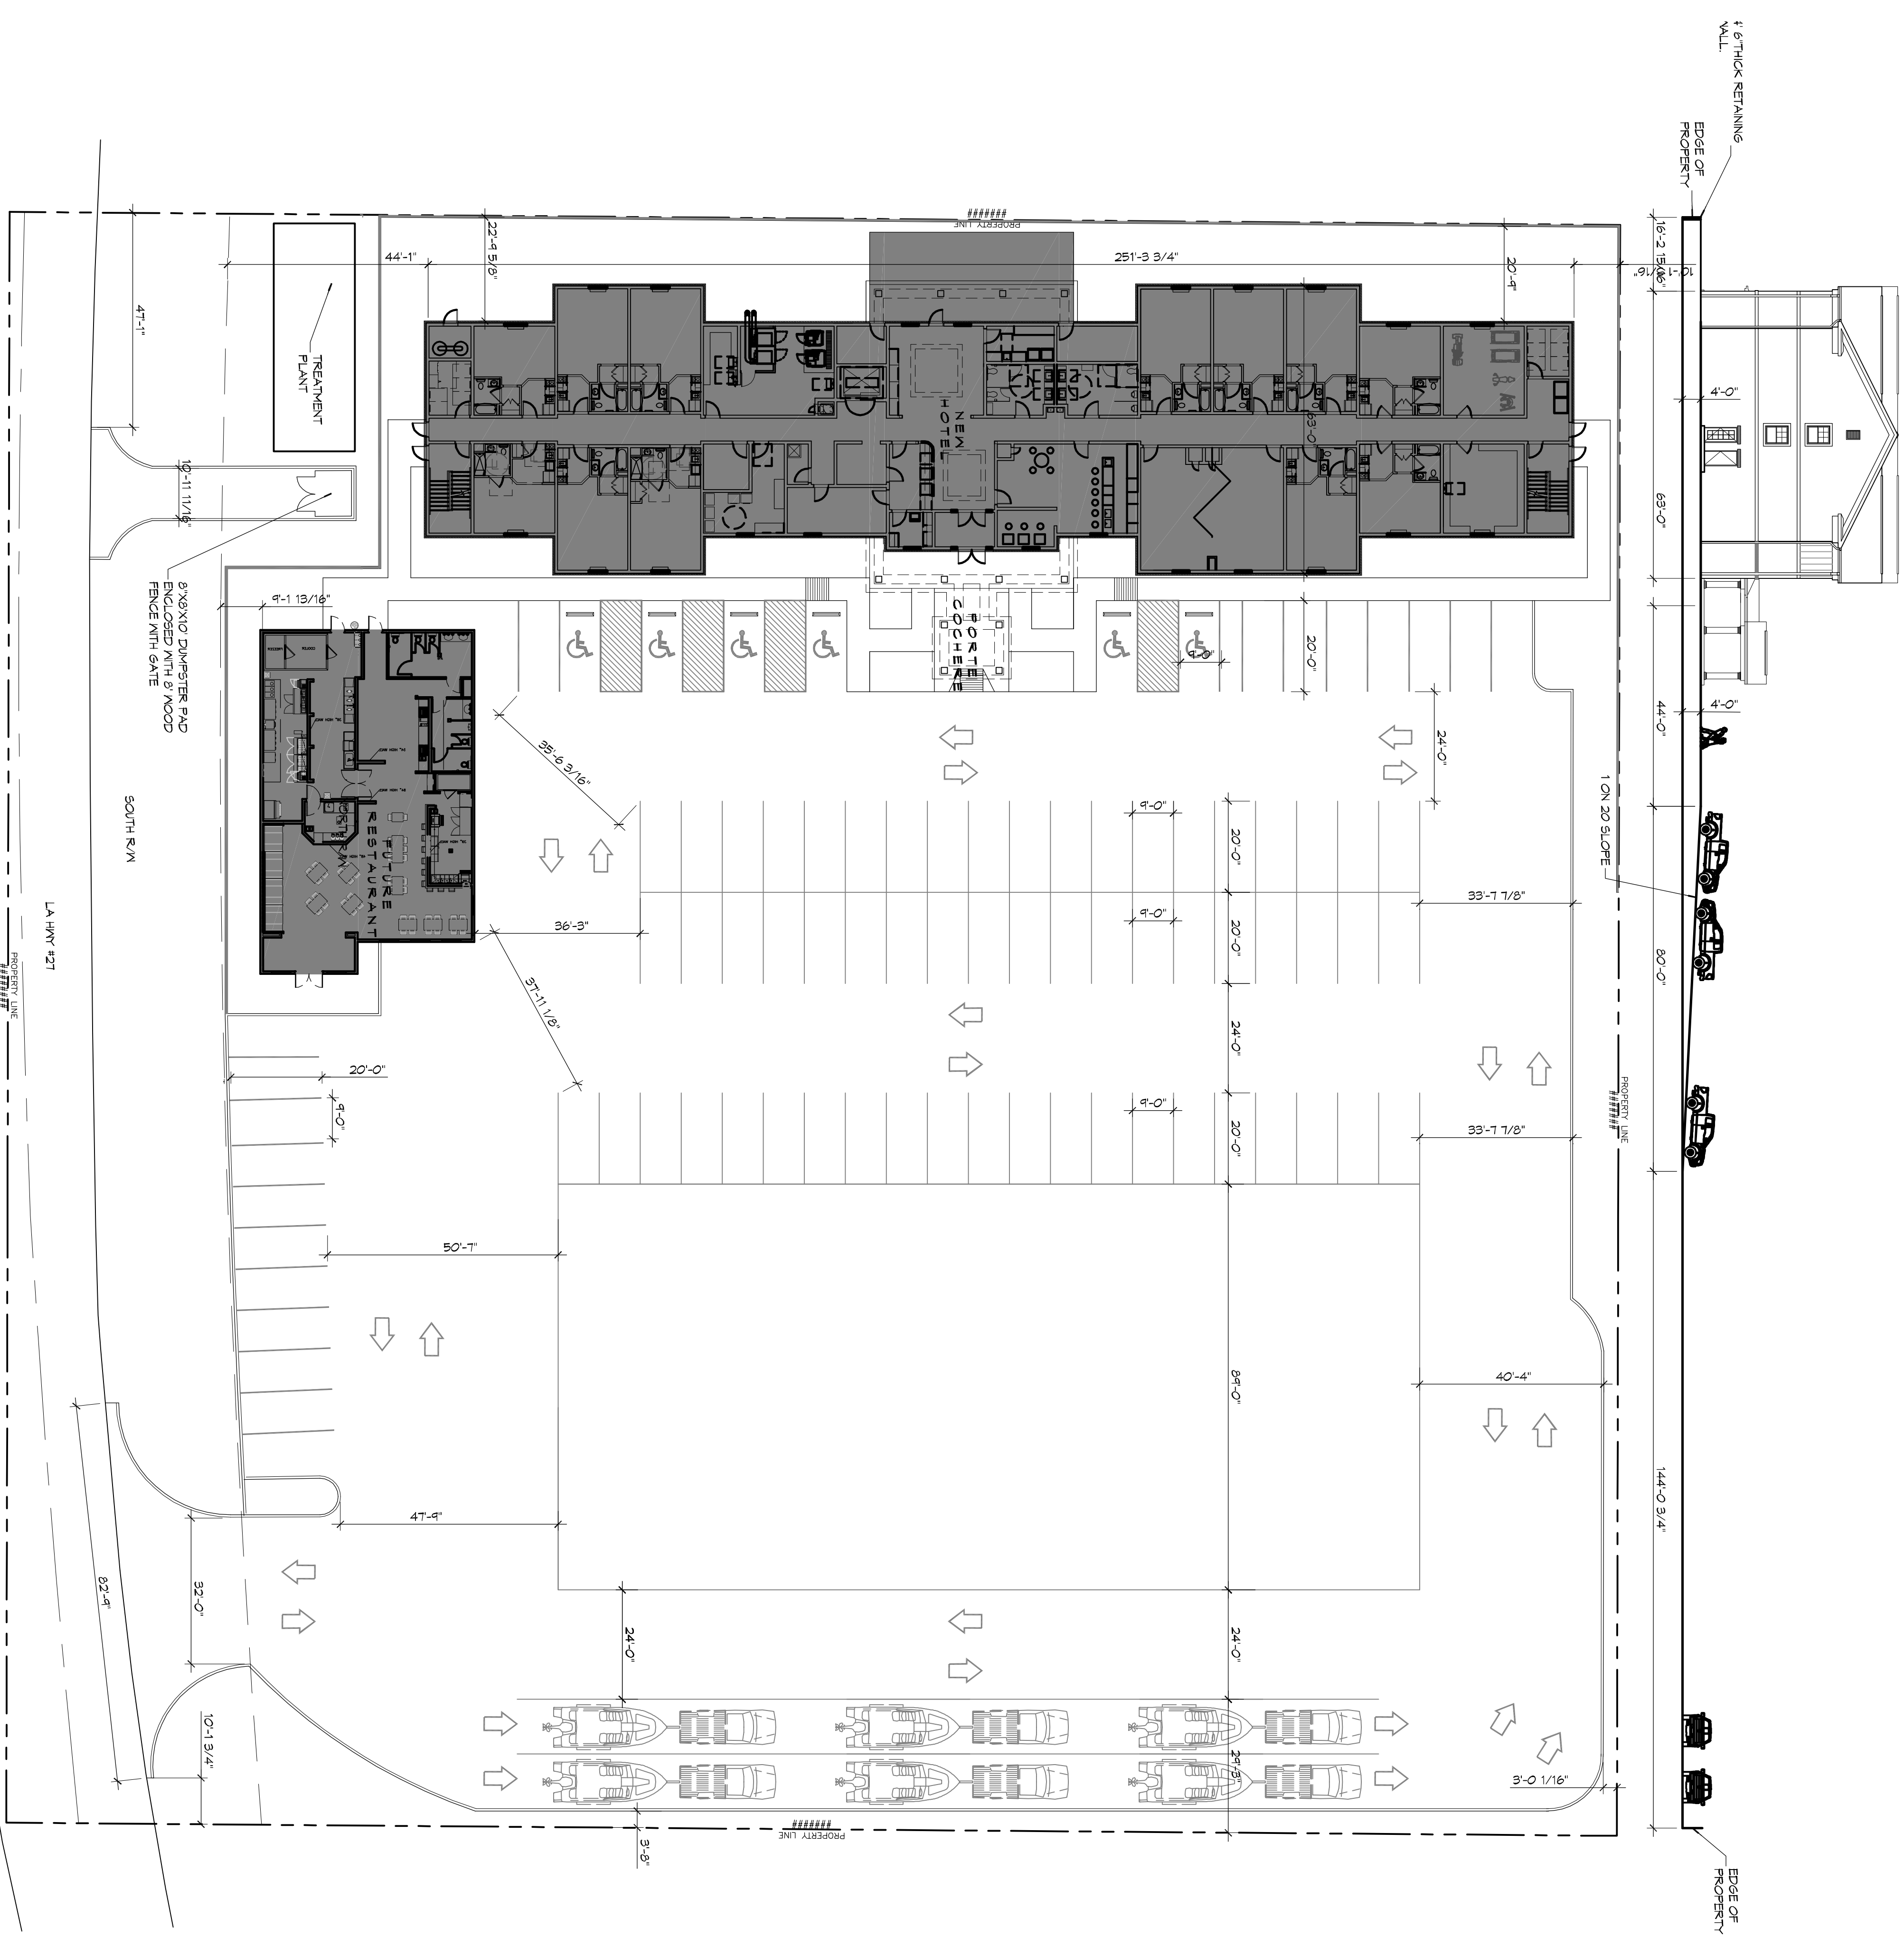 4' 6"THICK RETAINING
WALL.
EDGE OF
PROPERTY
#######
PROPERTY LINE
16'-2 15/16"
10'-1 9/16"
22'-9 5/8"
44'-1"
251'-3 3/4"
20'-9"
47'-1"
TREATMENT
PLANT
4'-0"
63'-0"
63'-0"
NEW
HOTEL
10'-11 11/16"
8'X8'X10' DUMPSTER PAD
ENCLOSED WITH 8' WOOD
FENCE WITH GATE
9'-1 13/16"
PORTE
COCHERE
9'-0"
20'-0"
44'-0"
4'-0"
24'-0"
35'-6 3/16"
1 ON 20 SLOPE
SOUTH R/W
FUTURE
RESTAURANT
9'-0"
20'-0"
33'-7 7/8"
36'-3"
9'-0"
20'-0"
80'-0"
LA HWY #27
PROPERTY LINE
#######
37'-11 1/8"
24'-0"
20'-0"
9'-0"
9'-0"
20'-0"
33'-7 7/8"
PROPERTY LINE
#######
50'-7"
89'-0"
40'-4"
144'-0 3/4"
47'-9"
32'-0"
82'-9"
24'-0"
24'-0"
10'-1 3/4"
29'-3"
3'-0 1/16"
#######
PROPERTY LINE
3'-8"
EDGE OF
PROPERTY